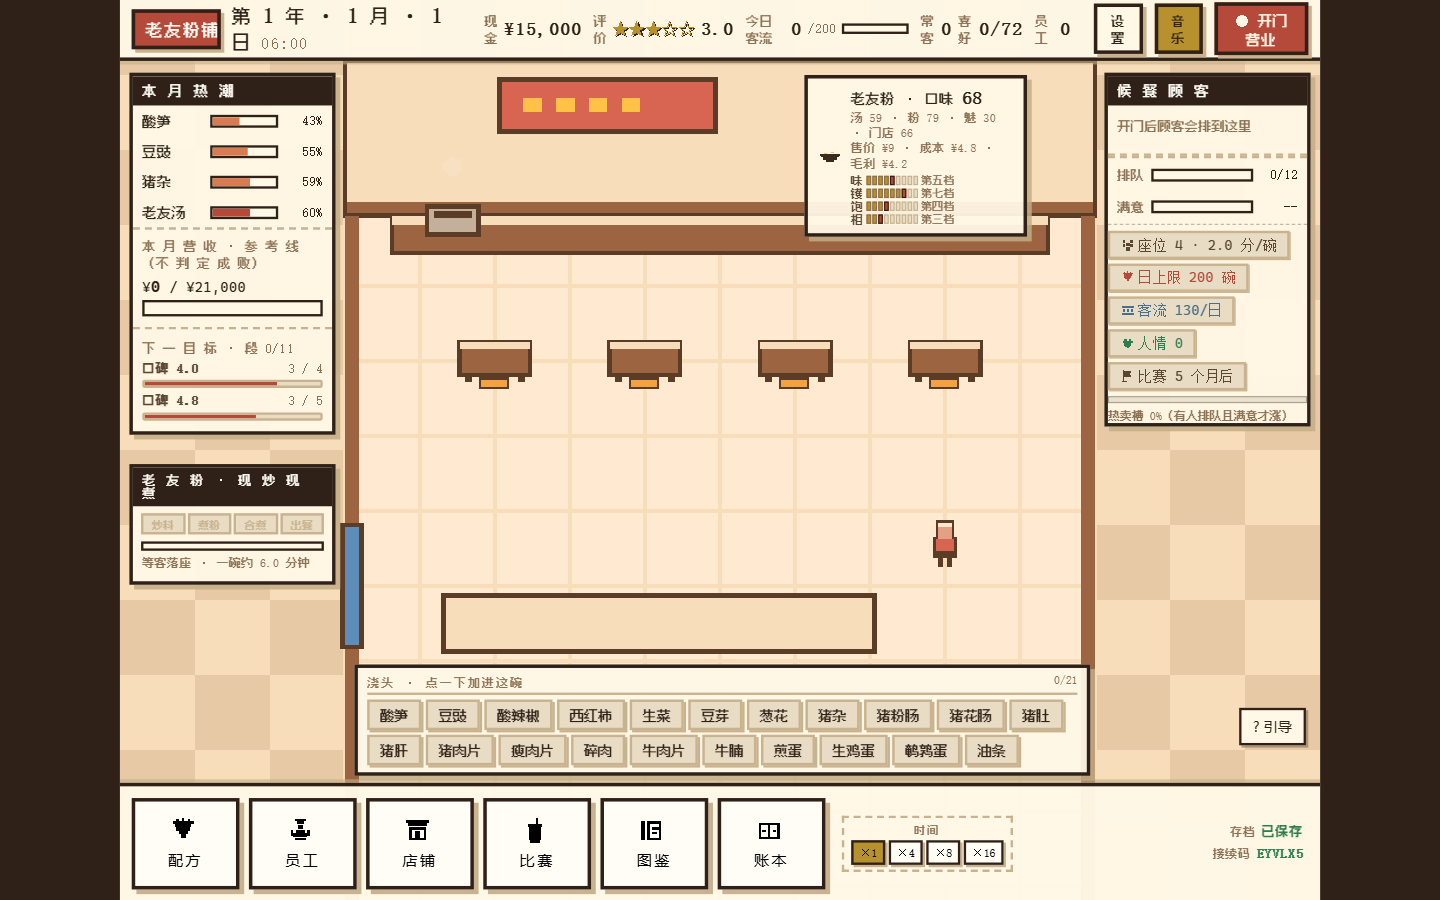 老友粉铺
第 1 年 · 1 月 · 1
日 06:00
现金 ¥15,000
评价 3.0
今日客流 0 /200
常客 0
喜好 0/72
员工 0
设置
音乐
开门营业
本月热潮
酸笋 43%
豆豉 55%
猪杂 59%
老友汤 60%
本月营收 · 参考线
(不判定成败)
¥0 / ¥21,000
下一目标 · 段 0/11
口碑 4.0 3 / 4
口碑 4.8 3 / 5
老友粉 · 现炒现
煮
炒料 煮粉 合煮 出餐
等客落座 · 一碗约 6.0 分钟
老友粉 · 口味 68
汤 59 · 粉 79 · 魅 30
· 门店 66
售价 ¥9 · 成本 ¥4.8 ·
毛利 ¥4.2
味 第五档
镬 第七档
饱 第四档
相 第三档
候餐顾客
开门后顾客会排到这里
排队 0/12
满意 --
座位 4 · 2.0 分/碗
日上限 200 碗
客流 130/日
人情 0
比赛 5 个月后
热卖槽 0% (有人排队且满意才涨)
浇头 · 点一下加进这碗 0/21
酸笋 豆豉 酸辣椒 西红柿 生菜 豆芽 葱花 猪杂 猪粉肠 猪花肠 猪肚
猪肝 猪肉片 瘦肉片 碎肉 牛肉片 牛腩 煎蛋 生鸡蛋 鹌鹑蛋 油条
? 引导
配方
员工
店铺
比赛
图鉴
账本
时间
×1 ×4 ×8 ×16
存档 已保存
接续码 EYVLX5